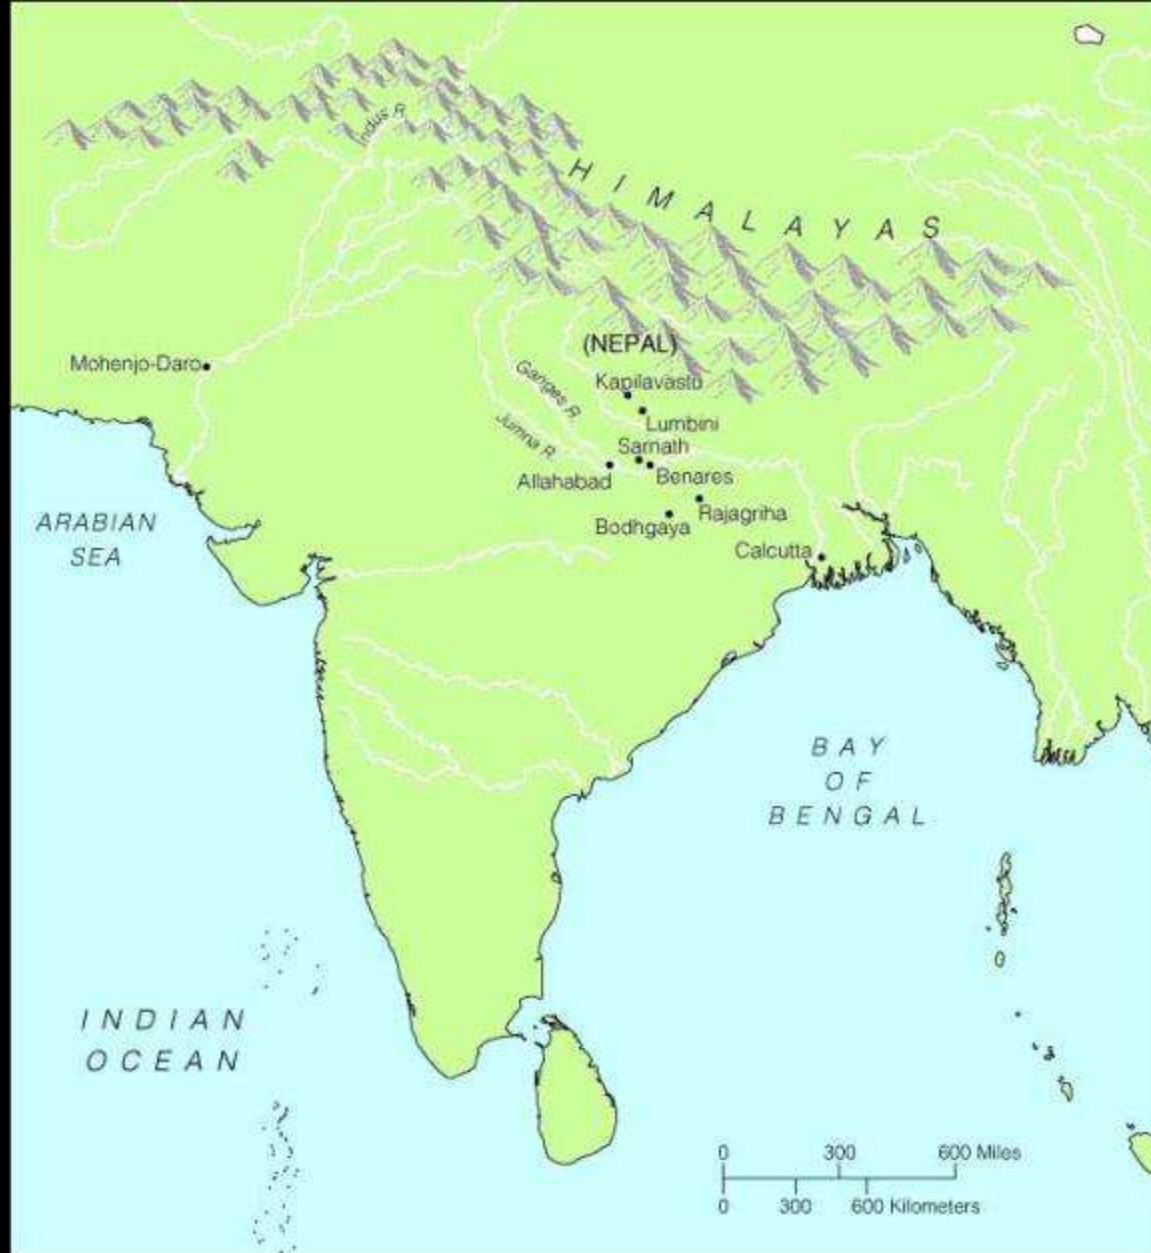 Indus R.
HIMALAYAS
(NEPAL)
Mohenjo-Daro
Ganges R.
Kapilavastu
Jumna R.
Lumbini
Sarnath
Allahabad
Benares
Rajagriha
Bodhgaya
Calcutta
ARABIAN
SEA
BAY
OF
BENGAL
INDIAN
OCEAN
0 300 600 Miles
0 300 600 Kilometers